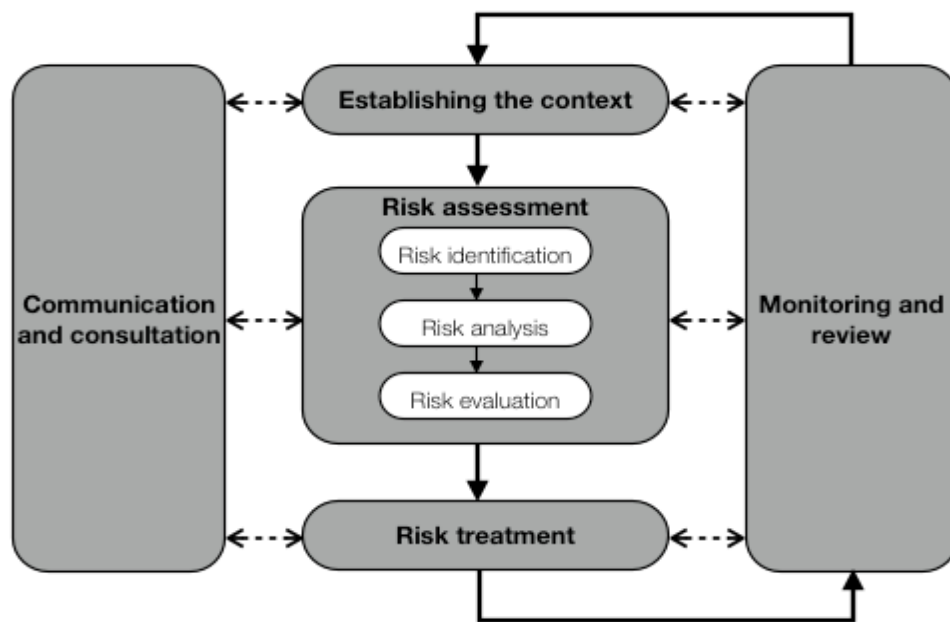 Establishing the context
Risk assessment
Risk identification
Risk analysis
Risk evaluation
Risk treatment
Communication
and consultation
Monitoring and
review